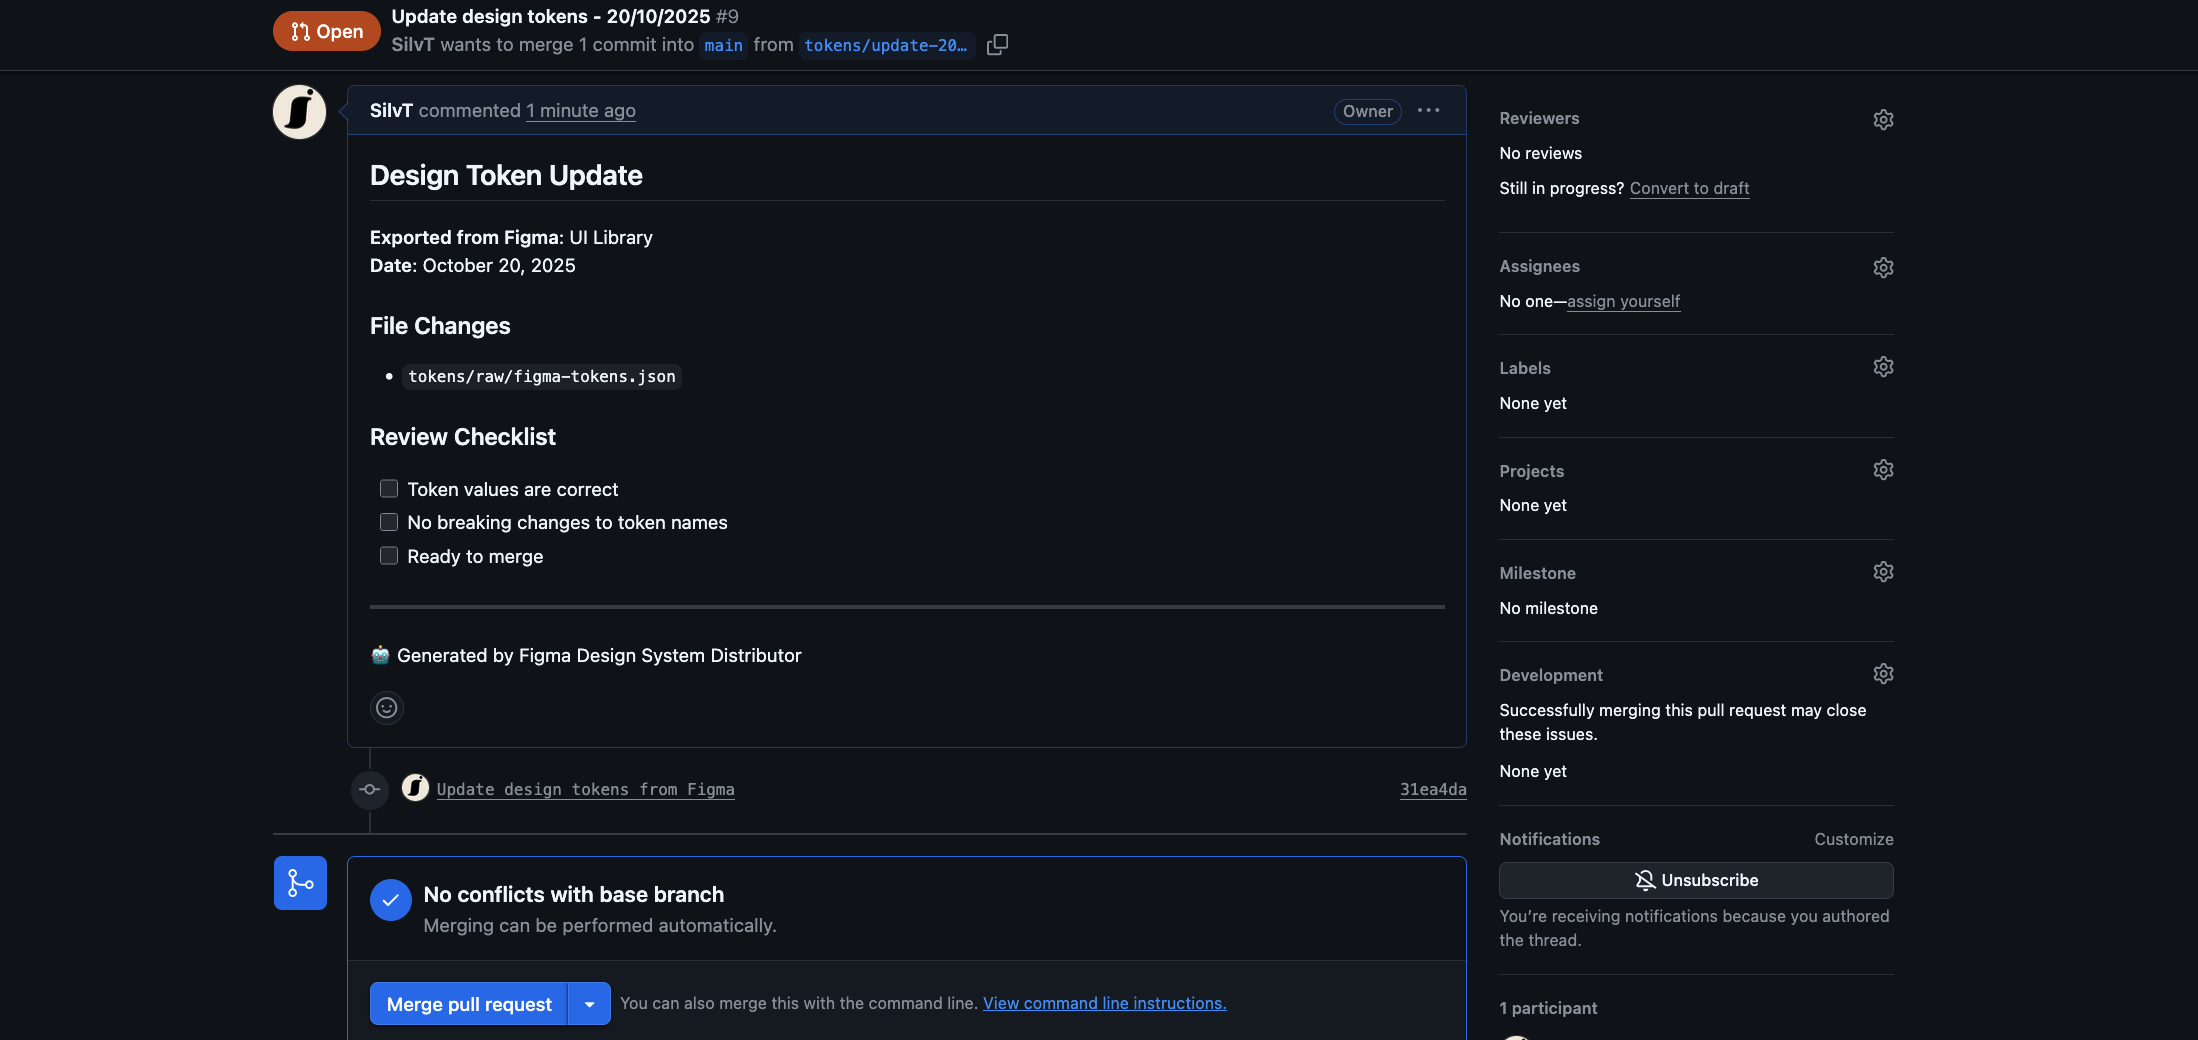 Open
Update design tokens - 20/10/2025 #9
SilvT wants to merge 1 commit into main from tokens/update-20…
SilvT commented 1 minute ago
Owner
Design Token Update
Exported from Figma: UI Library
Date: October 20, 2025
File Changes
tokens/raw/figma-tokens.json
Review Checklist
Token values are correct
No breaking changes to token names
Ready to merge
🤖 Generated by Figma Design System Distributor
Update design tokens from Figma
31ea4da
No conflicts with base branch
Merging can be performed automatically.
Merge pull request
You can also merge this with the command line. View command line instructions.
Reviewers
No reviews
Still in progress? Convert to draft
Assignees
No one—assign yourself
Labels
None yet
Projects
None yet
Milestone
No milestone
Development
Successfully merging this pull request may close
these issues.
None yet
Notifications
Customize
Unsubscribe
You’re receiving notifications because you authored
the thread.
1 participant